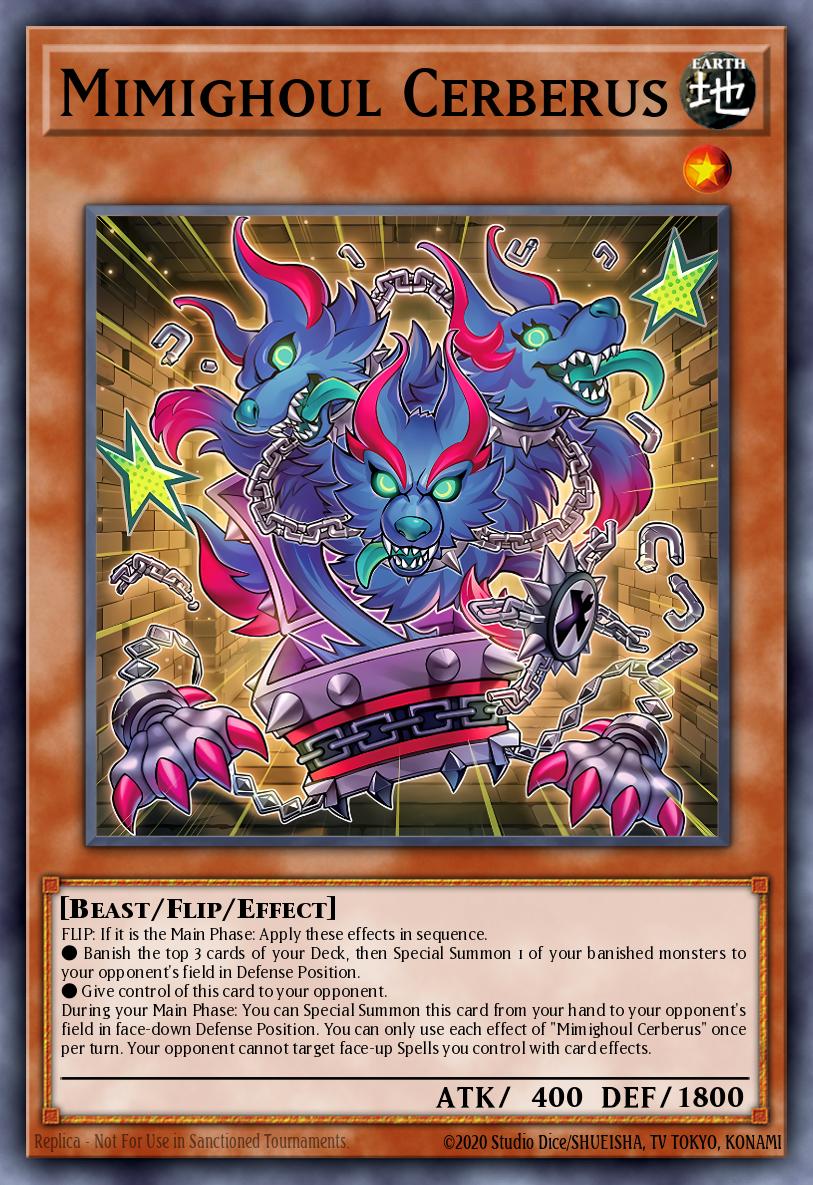 Mimighoul Cerberus
EARTH
地
[Beast/Flip/Effect]
FLIP: If it is the Main Phase: Apply these effects in sequence.
● Banish the top 3 cards of your Deck, then Special Summon 1 of your banished monsters to
your opponent's field in Defense Position.
● Give control of this card to your opponent.
During your Main Phase: You can Special Summon this card from your hand to your opponent's
field in face-down Defense Position. You can only use each effect of "Mimighoul Cerberus" once
per turn. Your opponent cannot target face-up Spells you control with card effects.
ATK/ 400 DEF/1800
Replica - Not For Use in Sanctioned Tournaments.
©2020 Studio Dice/SHUEISHA, TV TOKYO, KONAMI